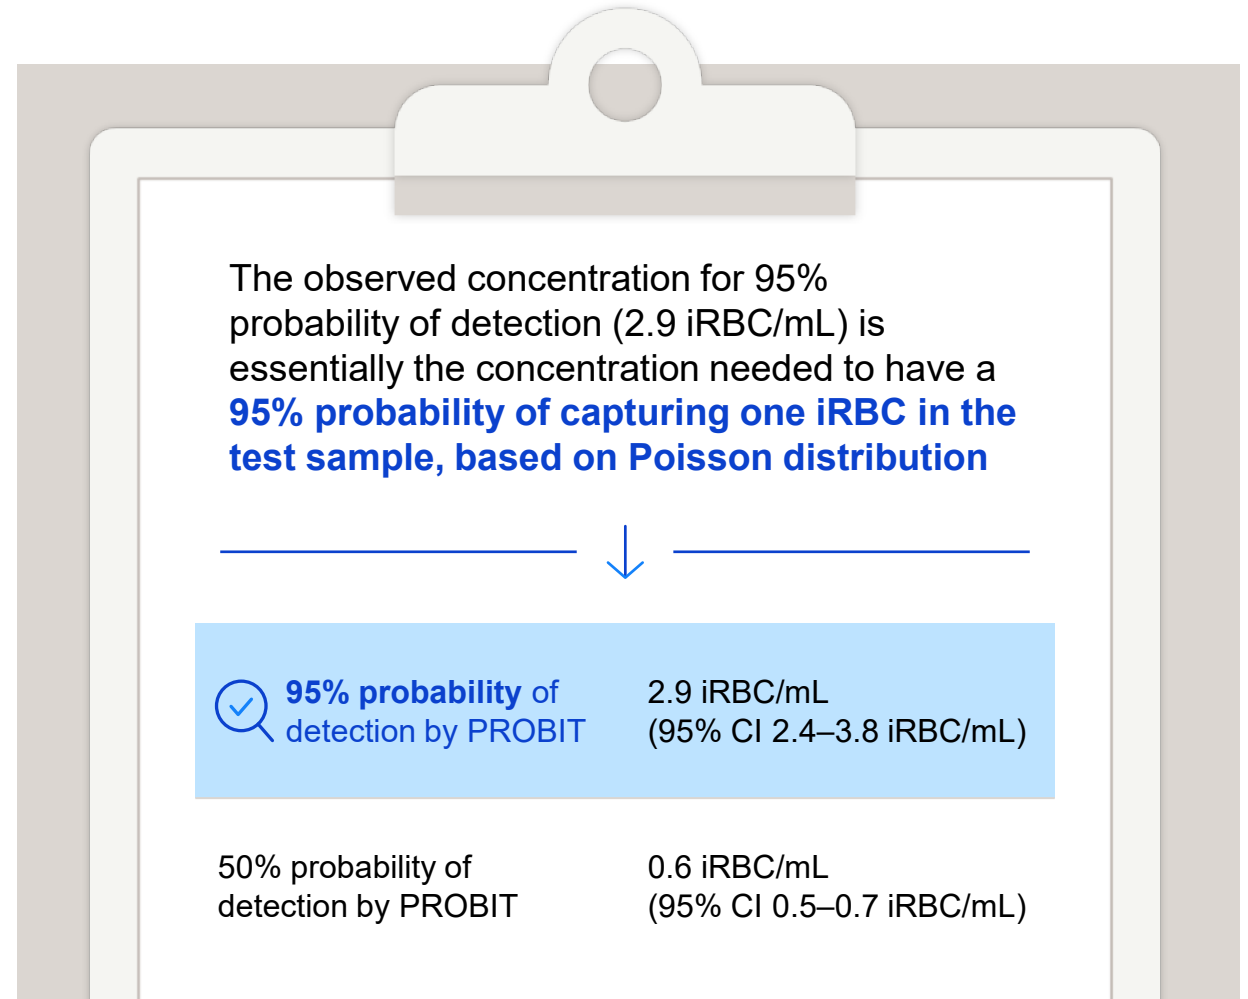 The observed concentration for 95%
probability of detection (2.9 iRBC/mL) is
essentially the concentration needed to have a
95% probability of capturing one iRBC in the
test sample, based on Poisson distribution
95% probability of
detection by PROBIT
2.9 iRBC/mL
(95% CI 2.4–3.8 iRBC/mL)
50% probability of
detection by PROBIT
0.6 iRBC/mL
(95% CI 0.5–0.7 iRBC/mL)